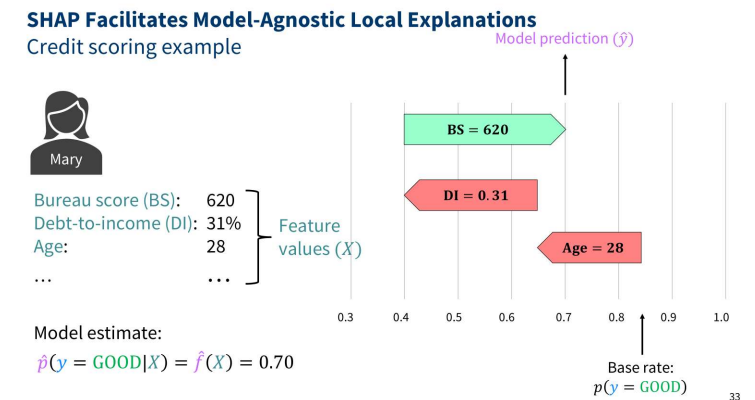 SHAP Facilitates Model-Agnostic Local Explanations
Credit scoring example
Model prediction (ŷ)
Mary
Bureau score (BS): 620
Debt-to-income (DI): 31%
Age: 28
… …
Feature
values (X)
BS = 620
DI = 0.31
Age = 28
0.3 0.4 0.5 0.6 0.7 0.8 0.9 1.0
Model estimate:
p̂(y = GOOD|X) = f̂(X) = 0.70
Base rate:
p(y = GOOD)
33